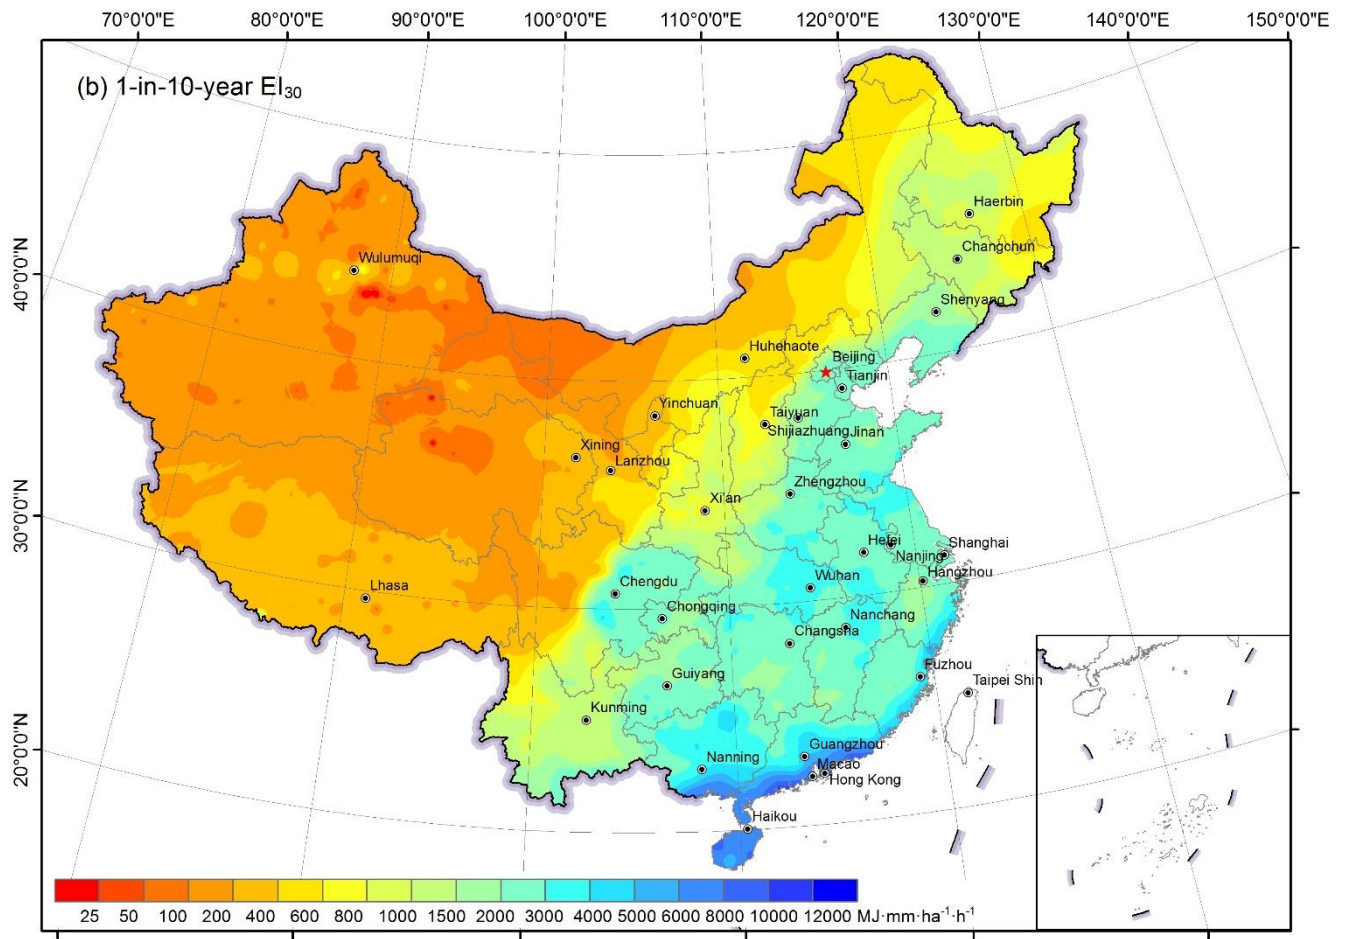 70°0'0"E 80°0'0"E 90°0'0"E 100°0'0"E 110°0'0"E 120°0'0"E 130°0'0"E 140°0'0"E 150°0'0"E
(b) 1-in-10-year EI₃₀
Haerbin
Changchun
Wulumuqi
40°0'0"N
Shenyang
Huhehaote
Beijing
Tianjin
Yinchuan
Taiyuan
Shijiazhuang Jinan
Xining
Lanzhou
Zhengzhou
Xi'an
30°0'0"N
Hefei
Shanghai
Nanjing
Hangzhou
Chengdu
Wuhan
Lhasa
Chongqing
Nanchang
Changsha
Fuzhou
Guiyang
Taipei Shin
Kunming
20°0'0"N
Guangzhou
Nanning
Macao
Hong Kong
Haikou
25 50 100 200 400 600 800 1000 1500 2000 3000 4000 5000 6000 8000 10000 12000 MJ·mm·ha⁻¹·h⁻¹